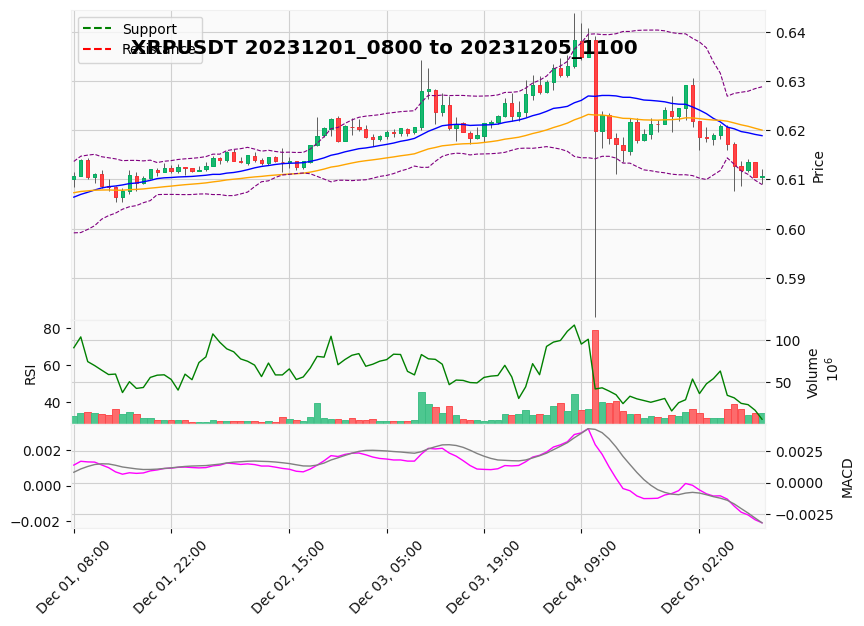 XRPUSDT 20231201_0800 to 20231205_1100
Support
Resistance
0.64
0.63
0.62
0.61
0.60
0.59
Price
80
60
40
RSI
100
50
Volume
10^6
0.002
0.000
−0.002
0.0025
0.0000
−0.0025
MACD
Dec 01, 08:00
Dec 01, 22:00
Dec 02, 15:00
Dec 03, 05:00
Dec 03, 19:00
Dec 04, 09:00
Dec 05, 02:00